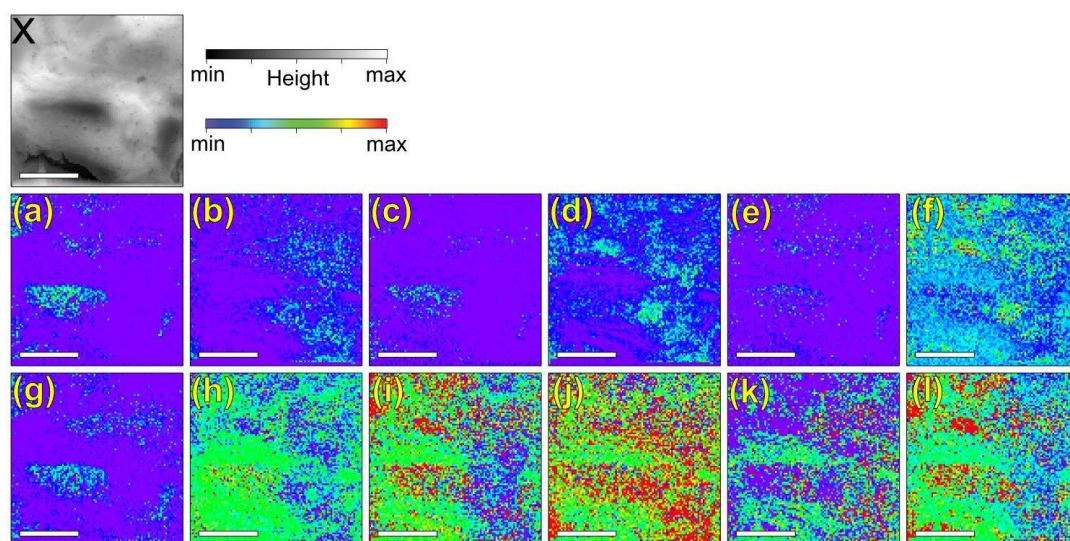 X
min Height max
min max
(a) (b) (c) (d) (e) (f)
(g) (h) (i) (j) (k) (l)